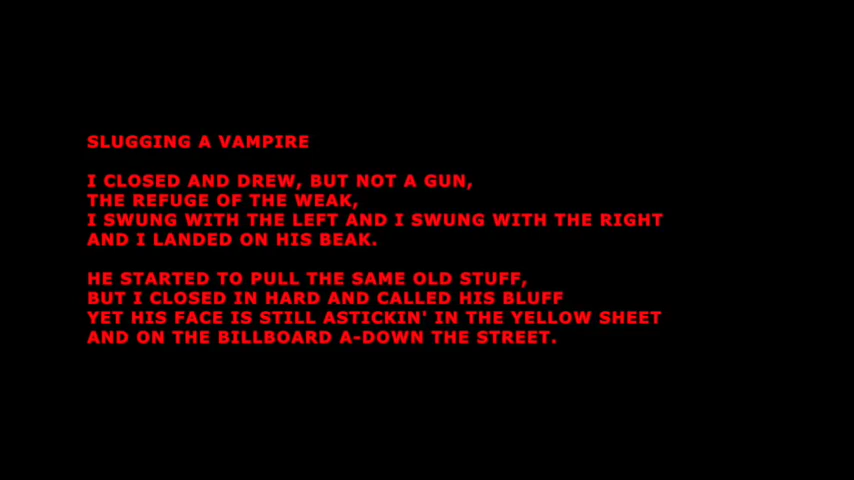 SLUGGING A VAMPIRE
I CLOSED AND DREW, BUT NOT A GUN,
THE REFUGE OF THE WEAK,
I SWUNG WITH THE LEFT AND I SWUNG WITH THE RIGHT
AND I LANDED ON HIS BEAK.
HE STARTED TO PULL THE SAME OLD STUFF,
BUT I CLOSED IN HARD AND CALLED HIS BLUFF
YET HIS FACE IS STILL ASTICKIN' IN THE YELLOW SHEET
AND ON THE BILLBOARD A-DOWN THE STREET.